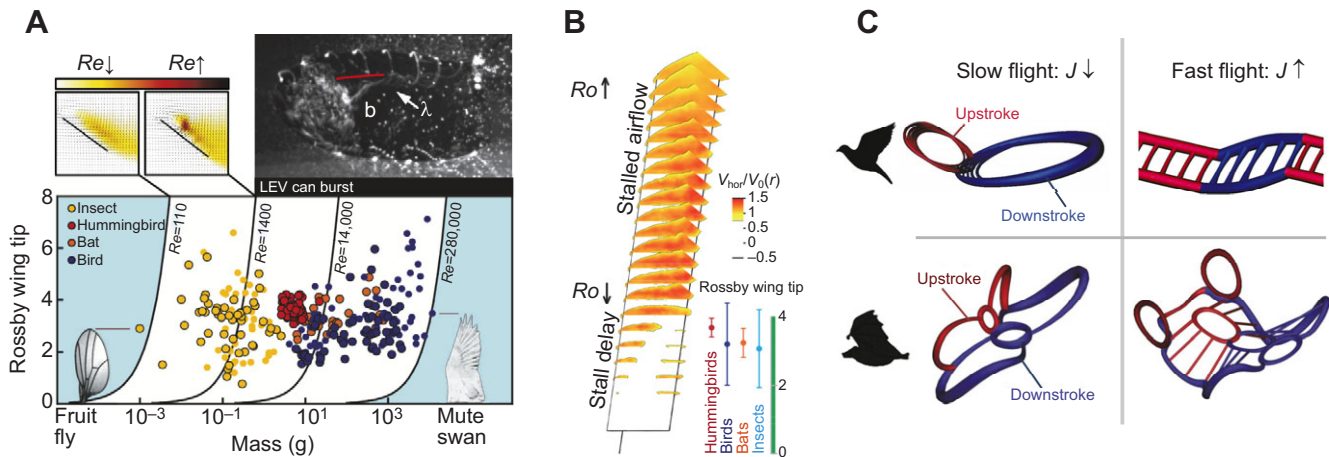 A
Re↓
Re↑
b
λ
LEV can burst
Rossby wing tip
8
6
4
2
0
Insect
Hummingbird
Bat
Bird
Re=110
Re=1400
Re=14,000
Re=280,000
Fruit fly
10–3
10–1
101
103
Mute swan
Mass (g)
B
Ro↑
Stalled airflow
Ro↓
Stall delay
Vhor/V0(r)
1.5
0.5
0
–0.5
Rossby wing tip
4
2
0
Hummingbirds
Birds
Bats
Insects
C
Slow flight: J↓
Fast flight: J↑
Upstroke
Downstroke
Upstroke
Downstroke